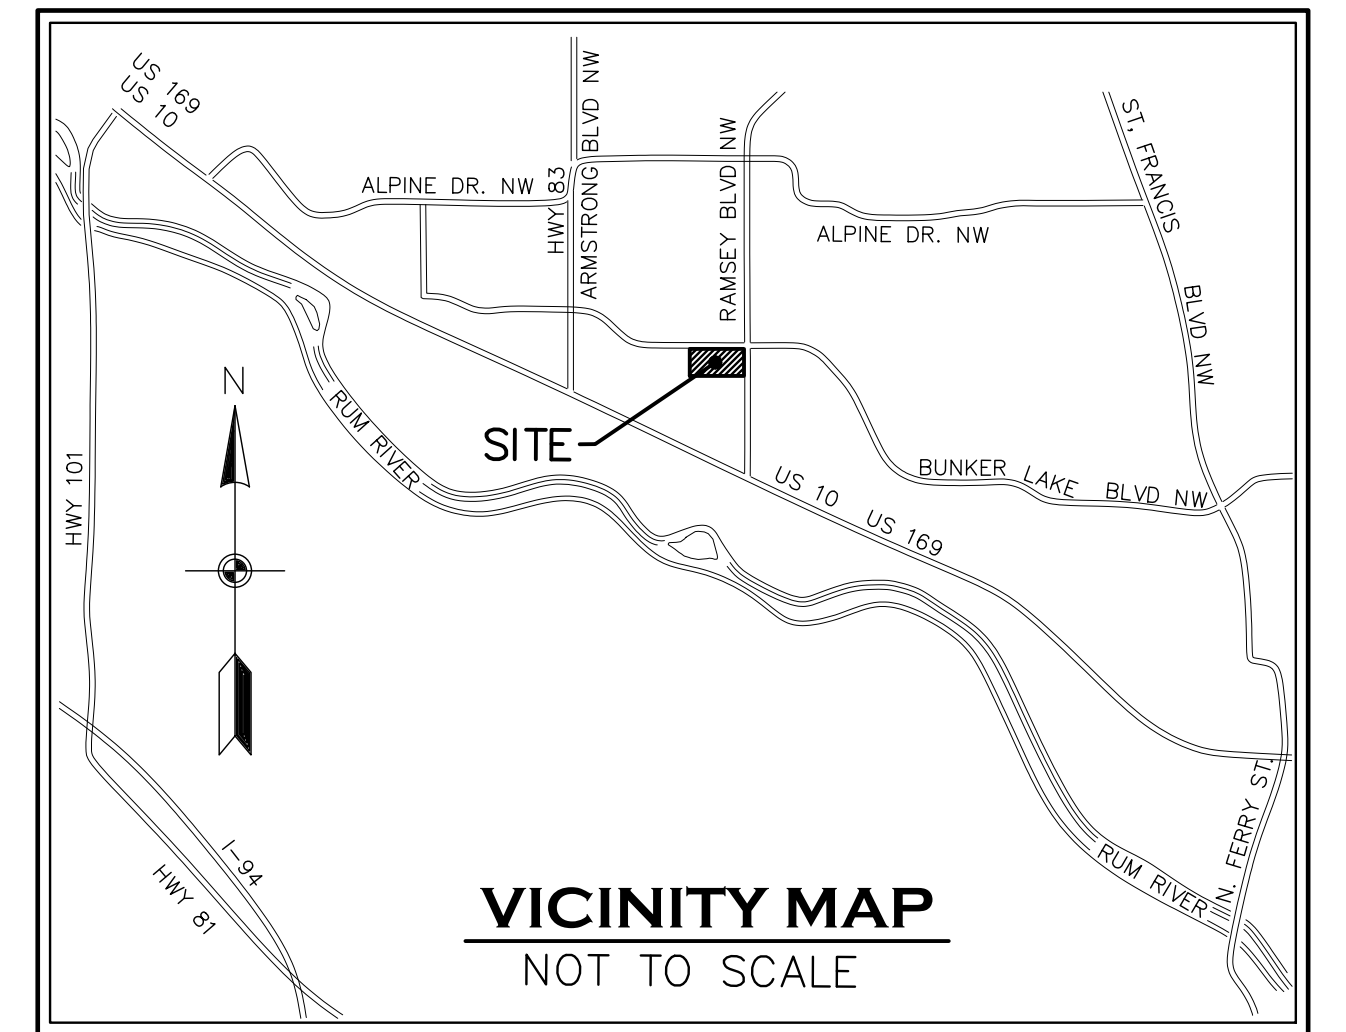 US 169
US 10
ALPINE DR. NW
HWY 83
ARMSTRONG BLVD NW
RAMSEY BLVD NW
ALPINE DR. NW
ST, FRANCIS BLVD NW
N
RUM RIVER
SITE
HWY 101
US 10 US 169
BUNKER LAKE BLVD NW
I-94
HWY 81
RUM RIVER
N. FERRY ST.
VICINITY MAP
NOT TO SCALE